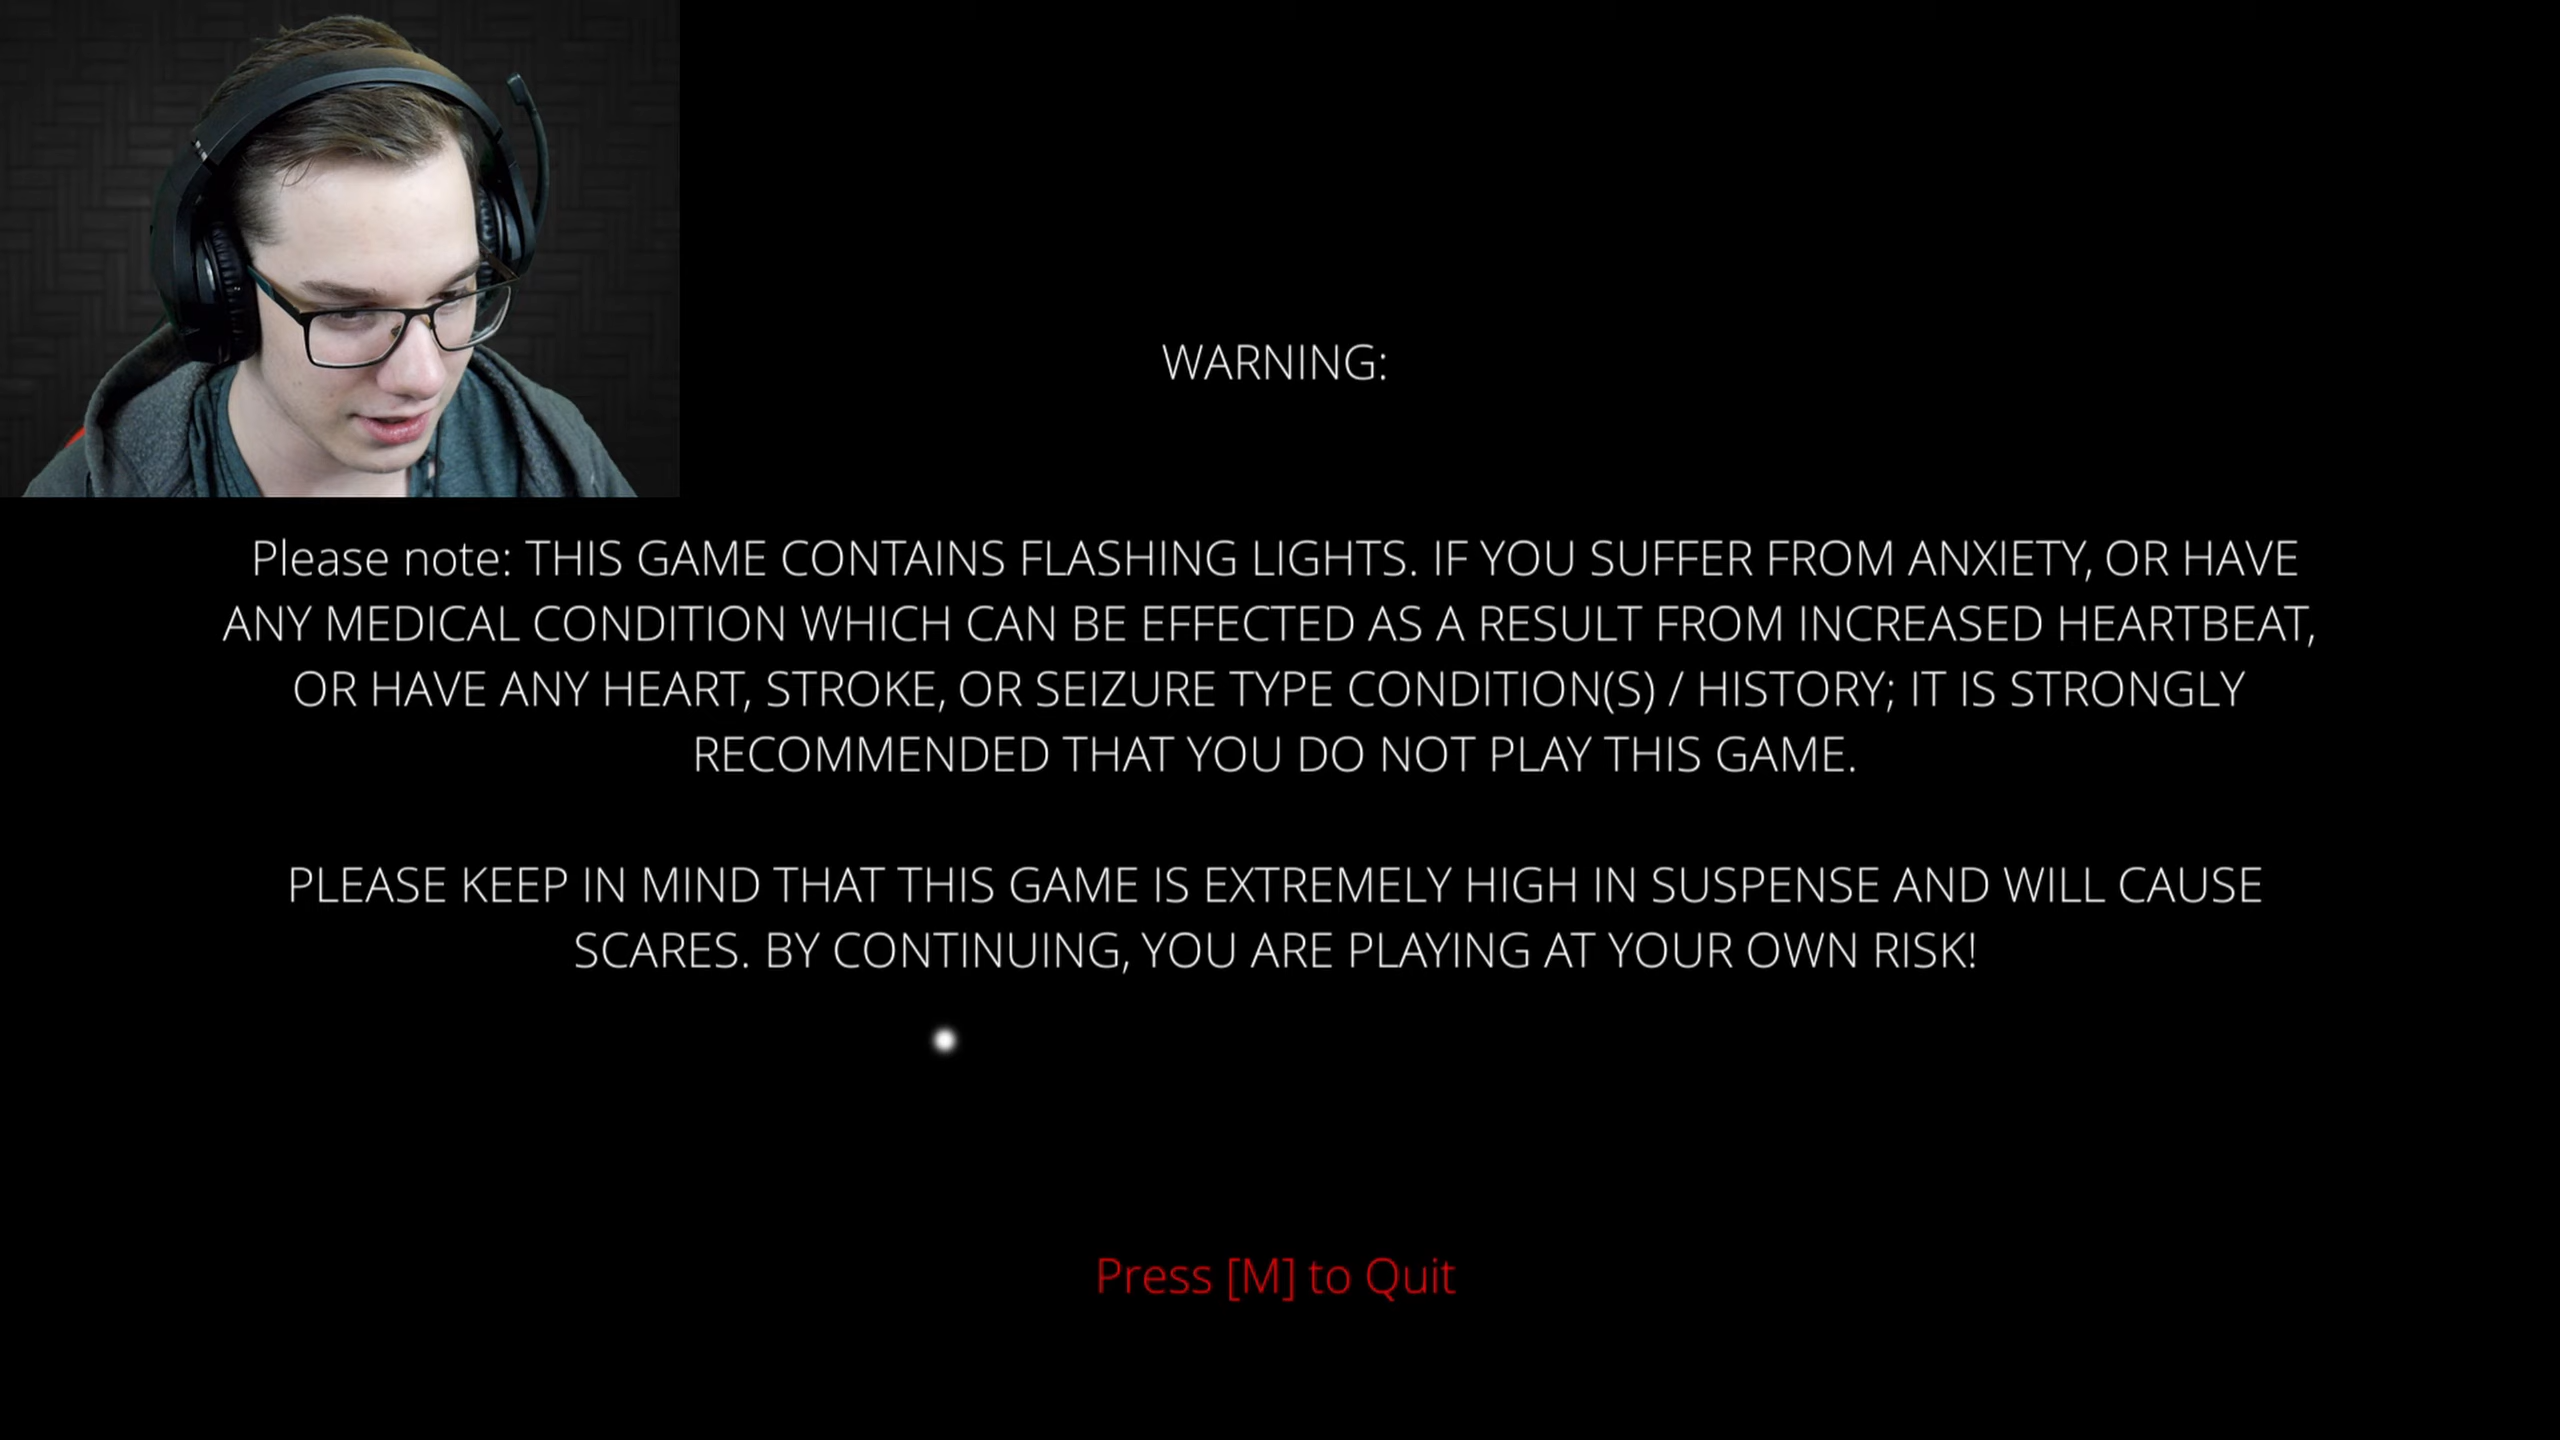 WARNING:
Please note: THIS GAME CONTAINS FLASHING LIGHTS. IF YOU SUFFER FROM ANXIETY, OR HAVE
ANY MEDICAL CONDITION WHICH CAN BE EFFECTED AS A RESULT FROM INCREASED HEARTBEAT,
OR HAVE ANY HEART, STROKE, OR SEIZURE TYPE CONDITION(S) / HISTORY; IT IS STRONGLY
RECOMMENDED THAT YOU DO NOT PLAY THIS GAME.
PLEASE KEEP IN MIND THAT THIS GAME IS EXTREMELY HIGH IN SUSPENSE AND WILL CAUSE
SCARES. BY CONTINUING, YOU ARE PLAYING AT YOUR OWN RISK!
Press [M] to Quit